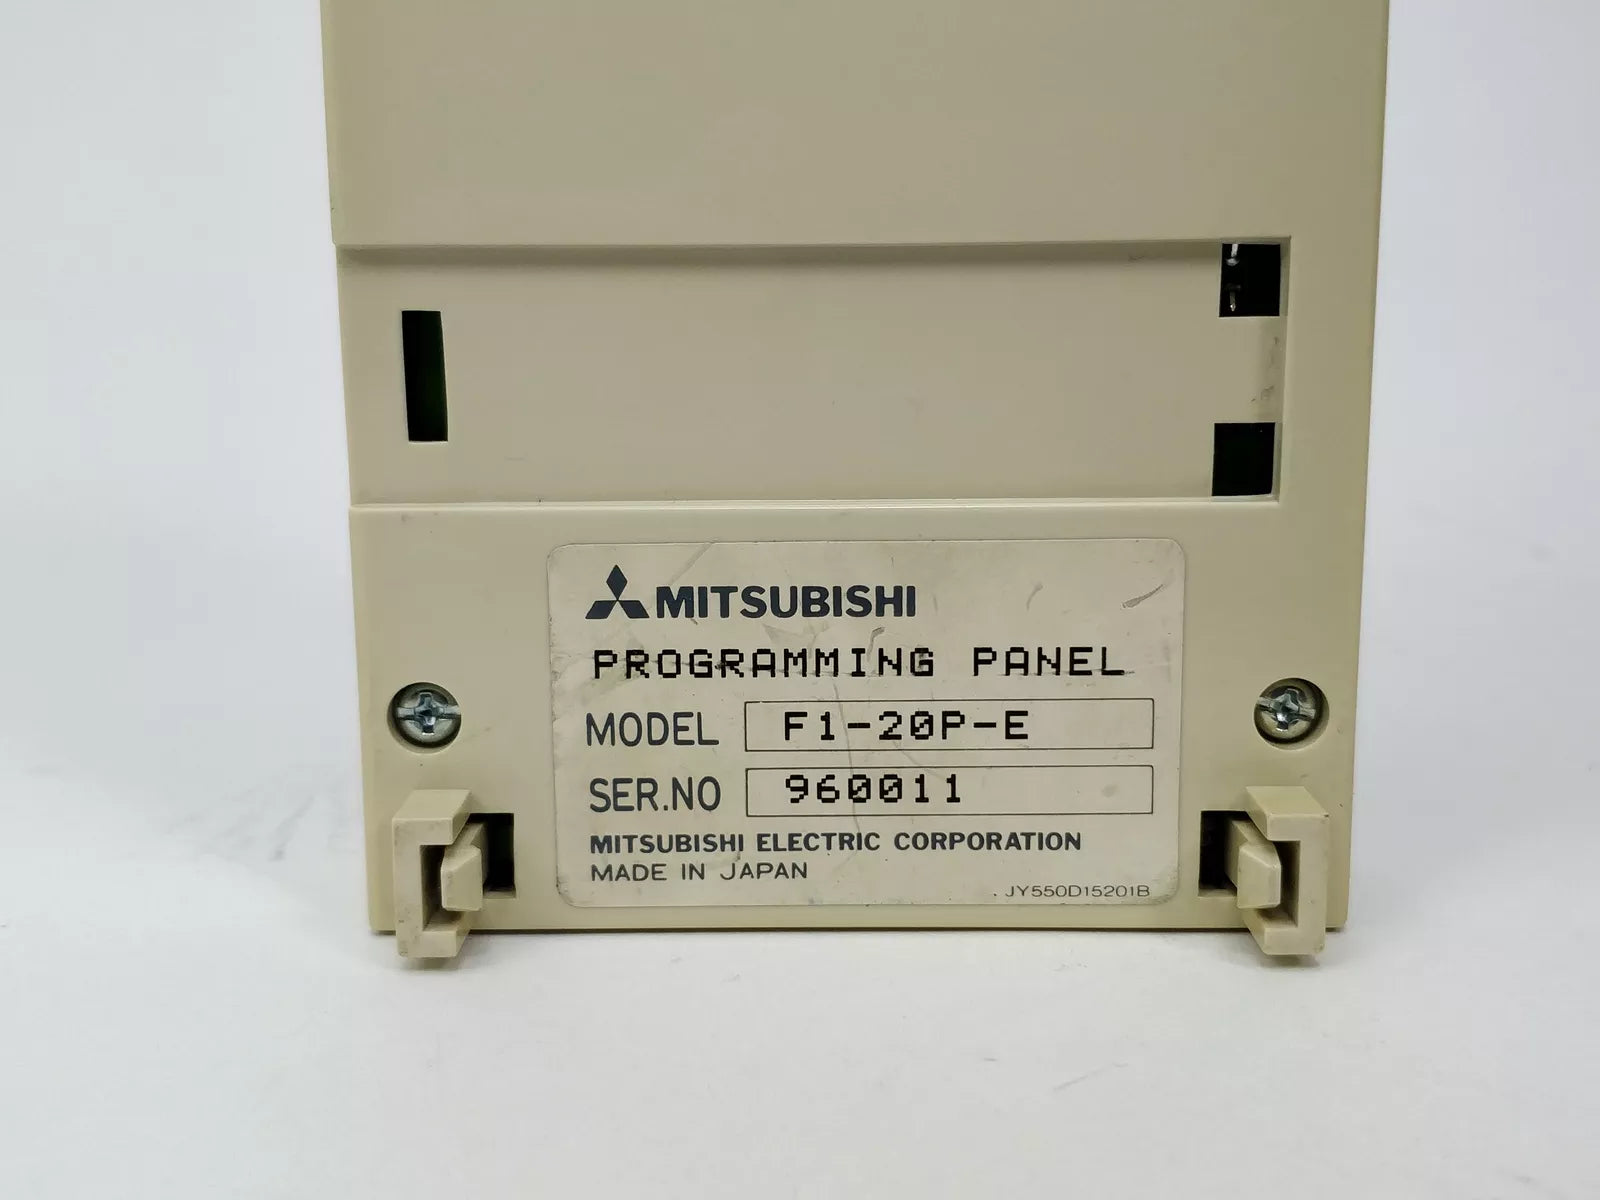 MITSUBISHI
PROGRAMMING PANEL
MODEL F1-20P-E
SER.NO 960011
MITSUBISHI ELECTRIC CORPORATION
MADE IN JAPAN
JY550D15201B